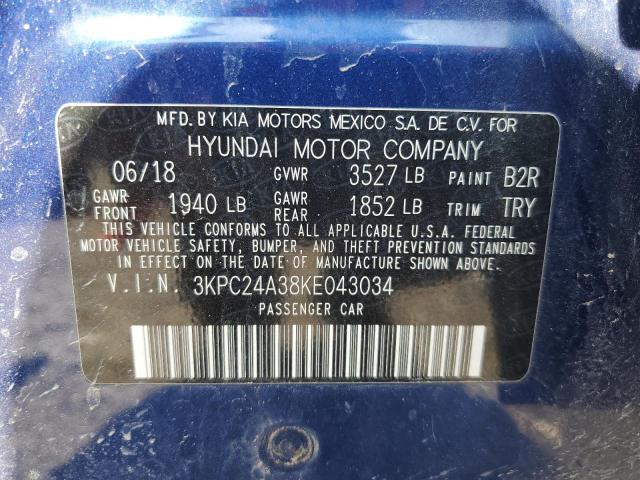 MFD. BY KIA MOTORS MEXICO S.A. DE C.V. FOR
HYUNDAI MOTOR COMPANY
06/18 GVWR 3527 LB PAINT B2R
GAWR FRONT 1940 LB GAWR REAR 1852 LB TRIM TRY
THIS VEHICLE CONFORMS TO ALL APPLICABLE U.S.A. FEDERAL
MOTOR VEHICLE SAFETY, BUMPER, AND THEFT PREVENTION STANDARDS
IN EFFECT ON THE DATE OF MANUFACTURE SHOWN ABOVE.
V.I.N. 3KPC24A38KE043034
PASSENGER CAR